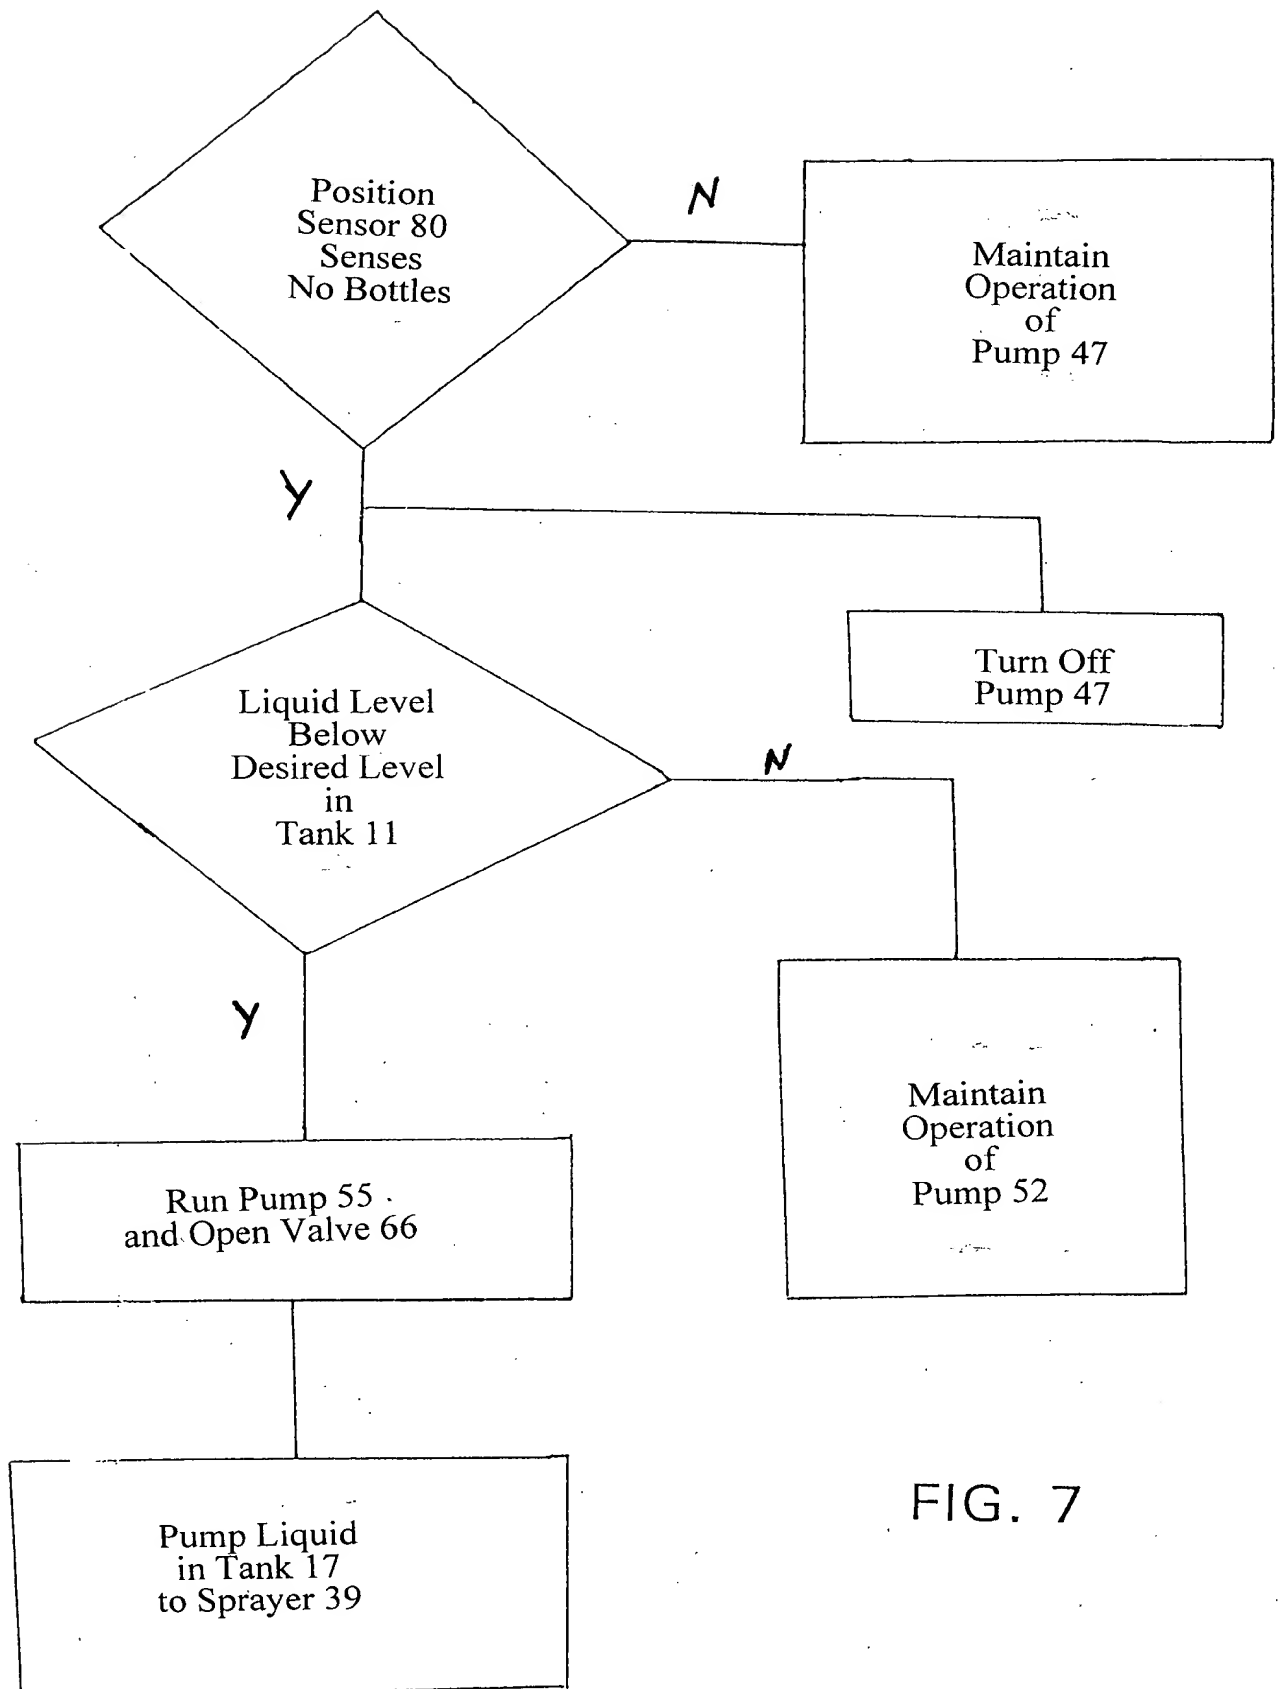 Position
Sensor 80
Senses
No Bottles
N
Maintain
Operation
of
Pump 47
Y
Turn Off
Pump 47
Liquid Level
Below
Desired Level
in
Tank 11
N
Y
Maintain
Operation
of
Pump 52
Run Pump 55
and Open Valve 66
Pump Liquid
in Tank 17
to Sprayer 39
FIG. 7